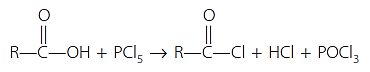 O O
R—C—OH + PCl₅ → R—C—Cl + HCl + POCl₃